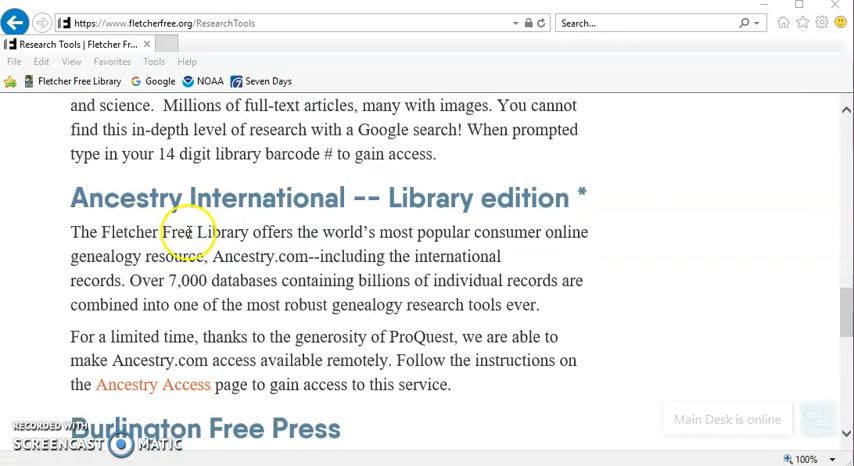 https://www.fletcherfree.org/ResearchTools
Search...
Research Tools | Fletcher Fr...
File Edit View Favorites Tools Help
Fletcher Free Library Google NOAA Seven Days
and science. Millions of full-text articles, many with images. You cannot
find this in-depth level of research with a Google search! When prompted
type in your 14 digit library barcode # to gain access.
Ancestry International -- Library edition *
The Fletcher Free Library offers the world’s most popular consumer online
genealogy resource, Ancestry.com--including the international
records. Over 7,000 databases containing billions of individual records are
combined into one of the most robust genealogy research tools ever.
For a limited time, thanks to the generosity of ProQuest, we are able to
make Ancestry.com access available remotely. Follow the instructions on
the Ancestry Access page to gain access to this service.
Main Desk is online
Burlington Free Press
RECORDED WITH
SCREENCAST MATIC
100%